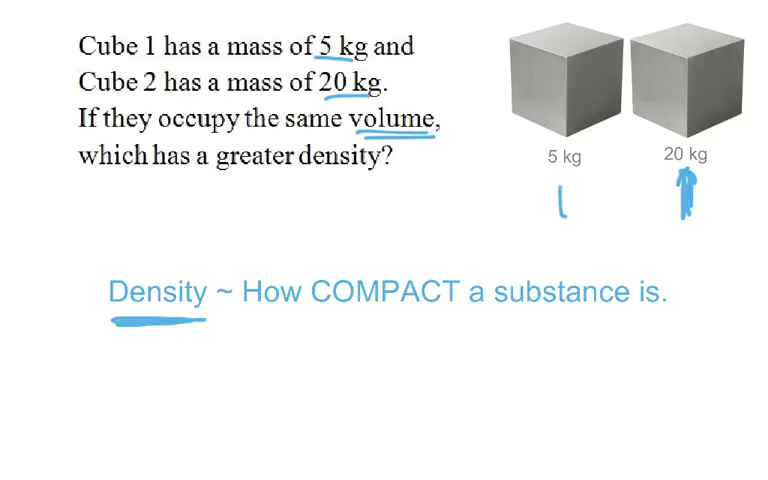 Cube 1 has a mass of 5 kg and
Cube 2 has a mass of 20 kg.
If they occupy the same volume,
which has a greater density?
5 kg
20 kg
Density ~ How COMPACT a substance is.